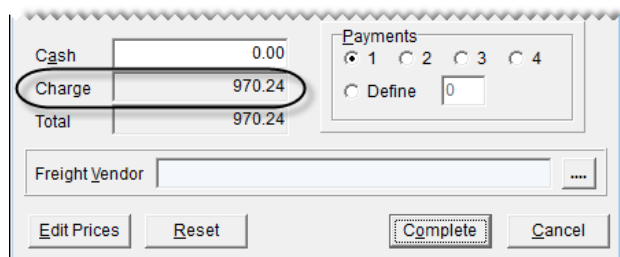 Payments
Cash 0.00
1 2 3 4
Charge 970.24
Define 0
Total 970.24
Freight Vendor ....
Edit Prices Reset Complete Cancel